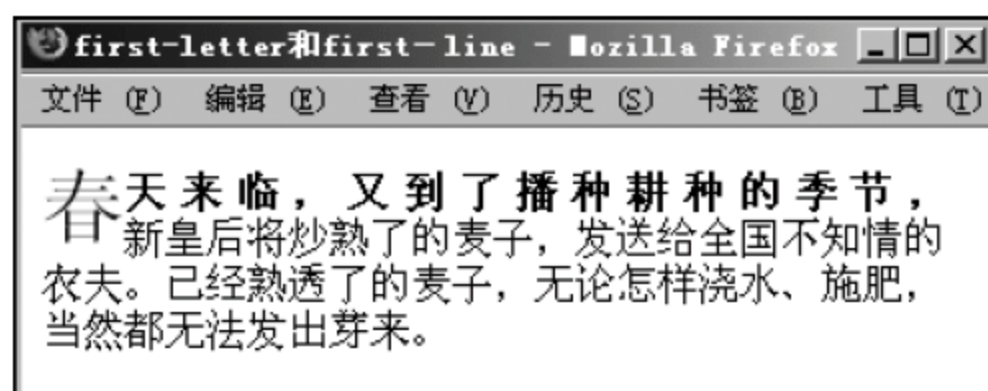 first-letter和first-line - Mozilla Firefox
文件 (F) 编辑 (E) 查看 (V) 历史 (S) 书签 (B) 工具 (T)
春天来临，又到了播种耕种的季节，
新皇后将炒熟了的麦子，发送给全国不知情的
农夫。已经熟透了的麦子，无论怎样浇水、施肥，
当然都无法发出芽来。